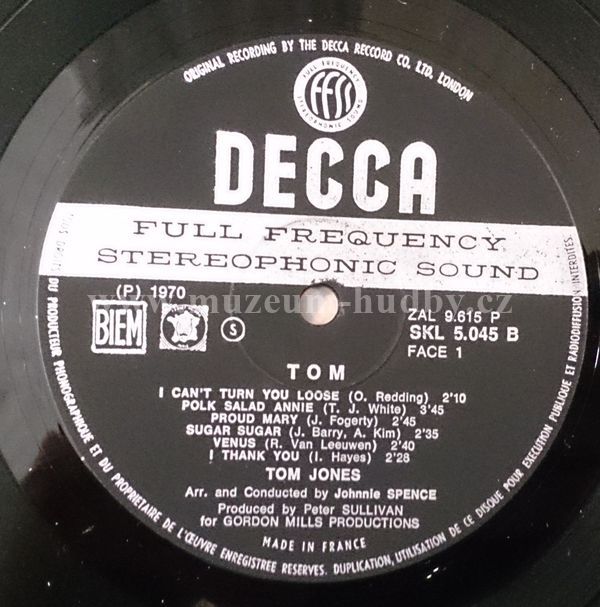 ORIGINAL RECORDING BY THE DECCA RECCORD CO. LTD. LONDON
FULL FREQUENCY
ffss
STEREOPHONIC SOUND
DECCA
FULL FREQUENCY
STEREOPHONIC SOUND
(P) 1970
www.muzeum-hudby.cz
BIEM
S
ZAL 9.615 P
SKL 5.045 B
FACE 1
TOM
I CAN'T TURN YOU LOOSE (O. Redding) 2'10
POLK SALAD ANNIE (T. J. White) 3'45
PROUD MARY (J. Fogerty) 2'45
SUGAR SUGAR (J. Barry, A. Kim) 2'35
VENUS (R. Van Leeuwen) 2'40
I THANK YOU (I. Hayes) 2'28
TOM JONES
Arr. and Conducted by Johnnie SPENCE
Produced by Peter SULLIVAN
for GORDON MILLS PRODUCTIONS
MADE IN FRANCE
TOUS DROITS DU PRODUCTEUR PHONOGRAPHIQUE ET DU PROPRIETAIRE DE L'ŒUVRE ENREGISTREE RESERVES. DUPLICATION, UTILISATION DE CE DISQUE POUR EXECUTION PUBLIQUE ET RADIODIFFUSION INTERDITES